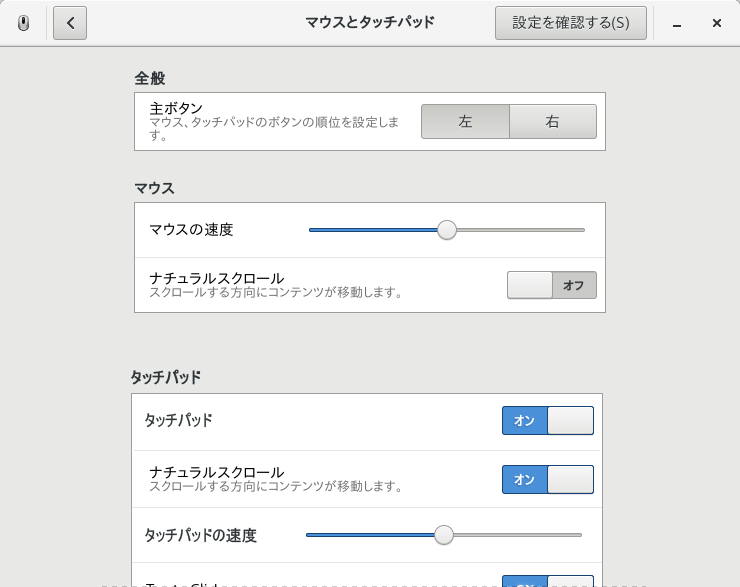 マウスとタッチパッド
設定を確認する(S)
全般
主ボタン
マウス、タッチパッドのボタンの順位を設定しま
す。
左
右
マウス
マウスの速度
ナチュラルスクロール
スクロールする方向にコンテンツが移動します。
オフ
タッチパッド
タッチパッド
オン
ナチュラルスクロール
スクロールする方向にコンテンツが移動します。
オン
タッチパッドの速度